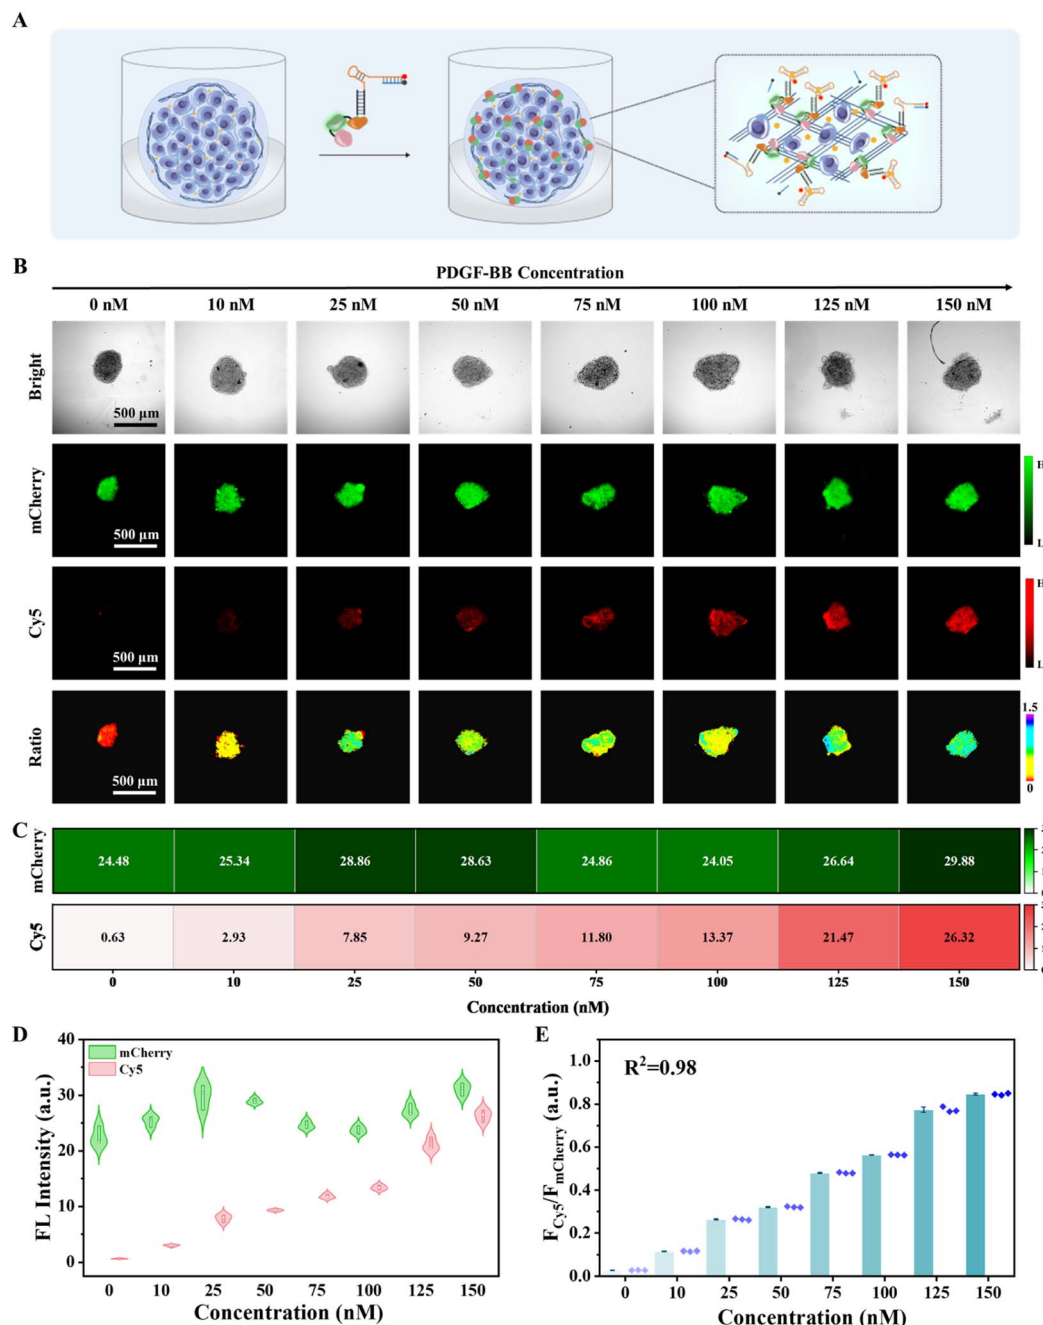 A
B
PDGF-BB Concentration
0 nM 10 nM 25 nM 50 nM 75 nM 100 nM 125 nM 150 nM
Bright
500 μm
mCherry
500 μm
H
L
Cy5
500 μm
H
L
Ratio
500 μm
1.5
0
C
mCherry
24.48 25.34 28.86 28.63 24.86 24.05 26.64 29.88
Cy5
0.63 2.93 7.85 9.27 11.80 13.37 21.47 26.32
0 10 25 50 75 100 125 150
Concentration (nM)
D
FL Intensity (a.u.)
40
30
20
10
0
mCherry
Cy5
0 10 25 50 75 100 125 150
Concentration (nM)
E
F_Cy5/F_mCherry (a.u.)
1.0
0.8
0.6
0.4
0.2
0.0
R²=0.98
0 10 25 50 75 100 125 150
Concentration (nM)